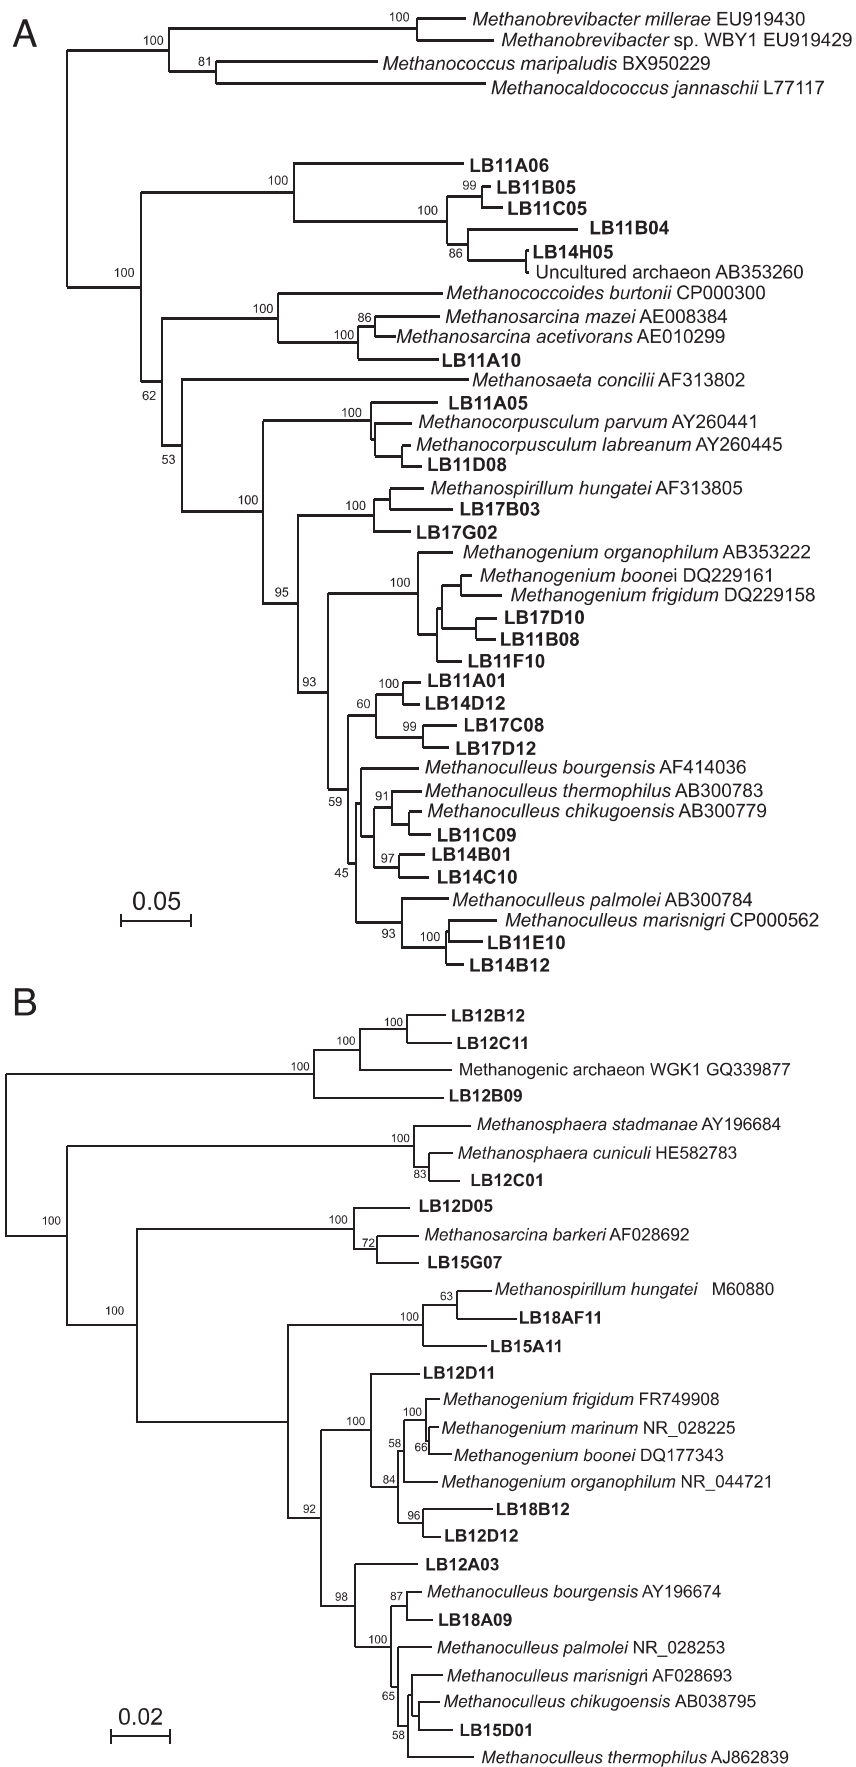 A
100 Methanobrevibacter millerae EU919430
100 Methanobrevibacter sp. WBY1 EU919429
81 Methanococcus maripaludis BX950229
Methanocaldococcus jannaschii L77117
LB11A06
100 99 LB11B05
100 LB11C05
LB11B04
86 LB14H05
100 Uncultured archaeon AB353260
Methanococcoides burtonii CP000300
100 86 Methanosarcina mazei AE008384
100 Methanosarcina acetivorans AE010299
LB11A10
62 Methanosaeta concilii AF313802
100 LB11A05
Methanocorpusculum parvum AY260441
Methanocorpusculum labreanum AY260445
53 LB11D08
Methanospirillum hungatei AF313805
100 100 LB17B03
LB17G02
Methanogenium organophilum AB353222
100 Methanogenium boonei DQ229161
95 Methanogenium frigidum DQ229158
LB17D10
LB11B08
LB11F10
93 100 LB11A01
60 LB14D12
99 LB17C08
LB17D12
Methanoculleus bourgensis AF414036
59 91 Methanoculleus thermophilus AB300783
Methanoculleus chikugoensis AB300779
LB11C09
97 LB14B01
45 LB14C10
0.05 Methanoculleus palmolei AB300784
Methanoculleus marisnigri CP000562
93 100 LB11E10
LB14B12
B
100 LB12B12
100 LB12C11
100 Methanogenic archaeon WGK1 GQ339877
LB12B09
Methanosphaera stadmanae AY196684
100 Methanosphaera cuniculi HE582783
83 LB12C01
100 100 LB12D05
72 Methanosarcina barkeri AF028692
LB15G07
63 Methanospirillum hungatei M60880
100 100 LB18AF11
LB15A11
LB12D11
100 Methanogenium frigidum FR749908
100 Methanogenium marinum NR_028225
58 66 Methanogenium boonei DQ177343
84 Methanogenium organophilum NR_044721
92 96 LB18B12
LB12D12
LB12A03
98 87 Methanoculleus bourgensis AY196674
LB18A09
100 Methanoculleus palmolei NR_028253
Methanoculleus marisnigri AF028693
65 Methanoculleus chikugoensis AB038795
0.02 58 LB15D01
Methanoculleus thermophilus AJ862839